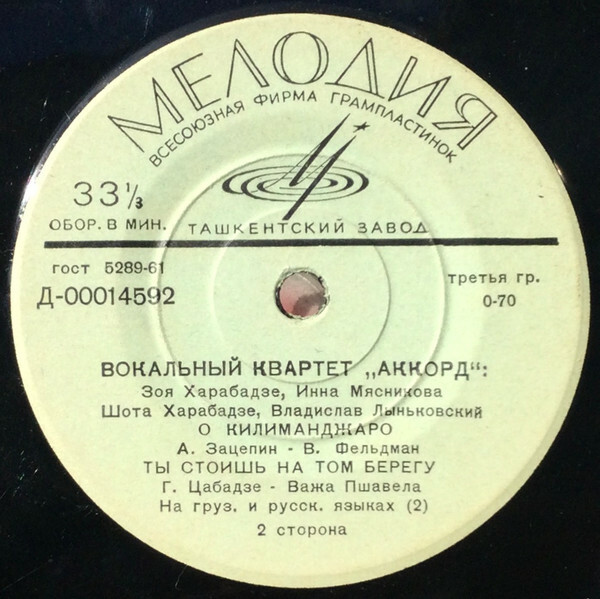 МЕЛОДИЯ
ВСЕСОЮЗНАЯ ФИРМА ГРАМПЛАСТИНОК
33 1/3
ОБОР. В МИН.
ТАШКЕНТСКИЙ ЗАВОД
гост 5289-61
третья гр.
Д-00014592
0-70
ВОКАЛЬНЫЙ КВАРТЕТ „АККОРД“:
Зоя Харабадзе, Инна Мясникова
Шота Харабадзе, Владислав Лыньковский
О КИЛИМАНДЖАРО
А. Зацепин - В. Фельдман
ТЫ СТОИШЬ НА ТОМ БЕРЕГУ
Г. Цабадзе - Важа Пшавела
На груз. и русск. языках (2)
2 сторона